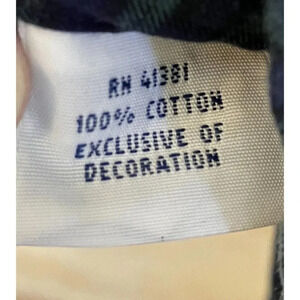 RN 41381
100% COTTON
EXCLUSIVE OF
DECORATION